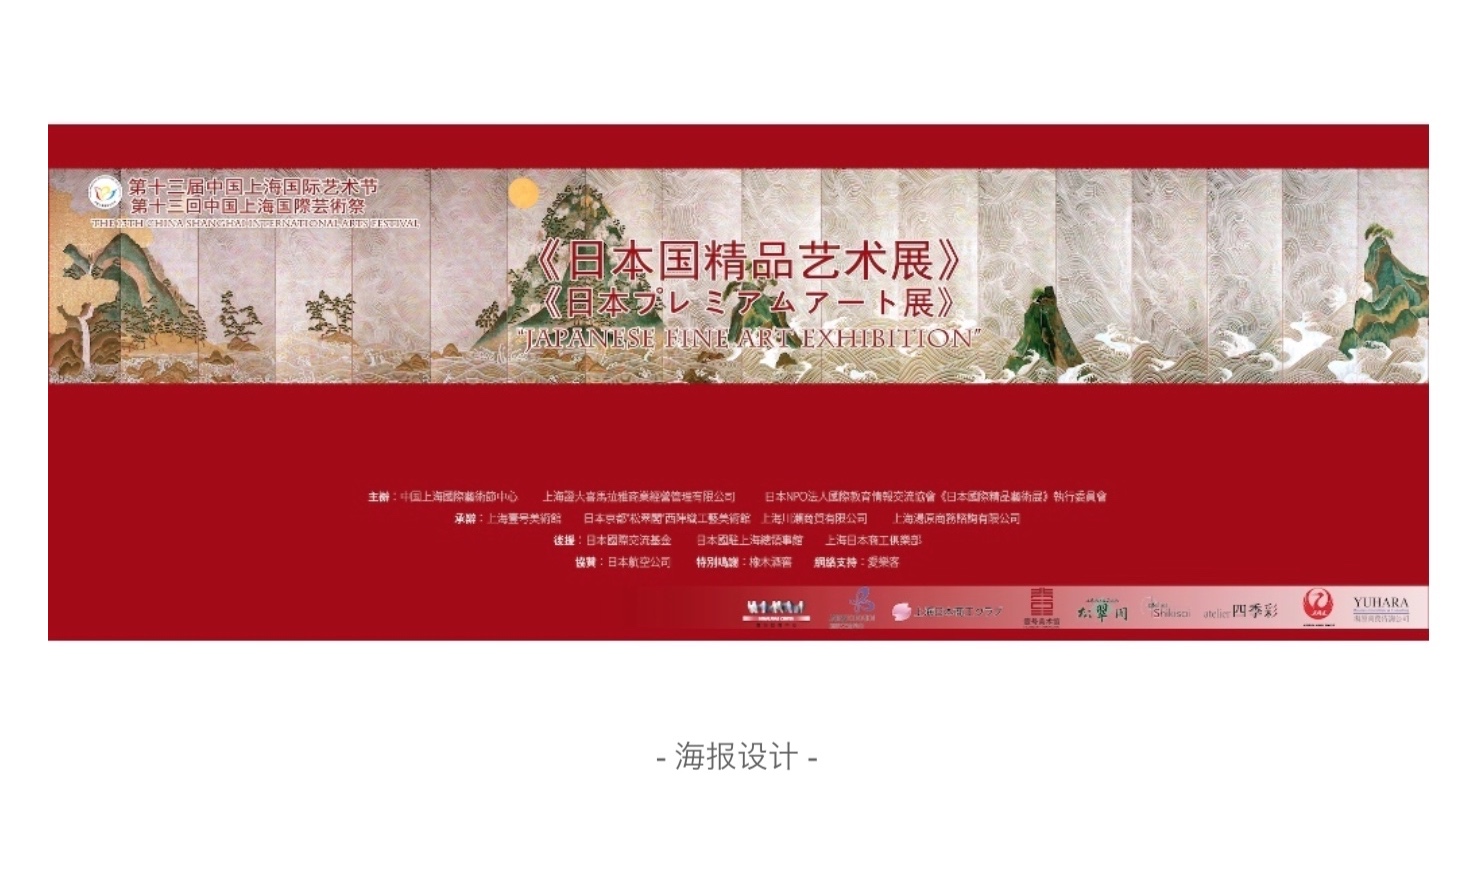 第十三届中国上海国际艺术节
第十三回中国上海国際芸術祭
THE 13TH CHINA SHANGHAI INTERNATIONAL ARTS FESTIVAL
《日本国精品艺术展》
《日本プレミアムアート展》
"JAPANESE FINE ART EXHIBITION"
主辦：中国上海國際藝術節中心 上海證大喜馬拉雅商業經營管理有限公司 日本NPO法人國際教育情報交流協會《日本國際精品藝術展》執行委員會
承辦：上海壹号美術館 日本京都"松翠閣"西陣織工藝美術館 上海川瀬商貿有限公司 上海湯原商務諮詢有限公司
後援：日本國際交流基金 日本國駐上海總領事館 上海日本商工俱樂部
協贊：日本航空公司 特別鳴謝：橡木酒窖 網絡支持：愛樂客
上海日本商工クラブ
壹号美术馆
松翠閣
Shikisai
atelier 四季彩
JAL
YUHARA
- 海报设计 -